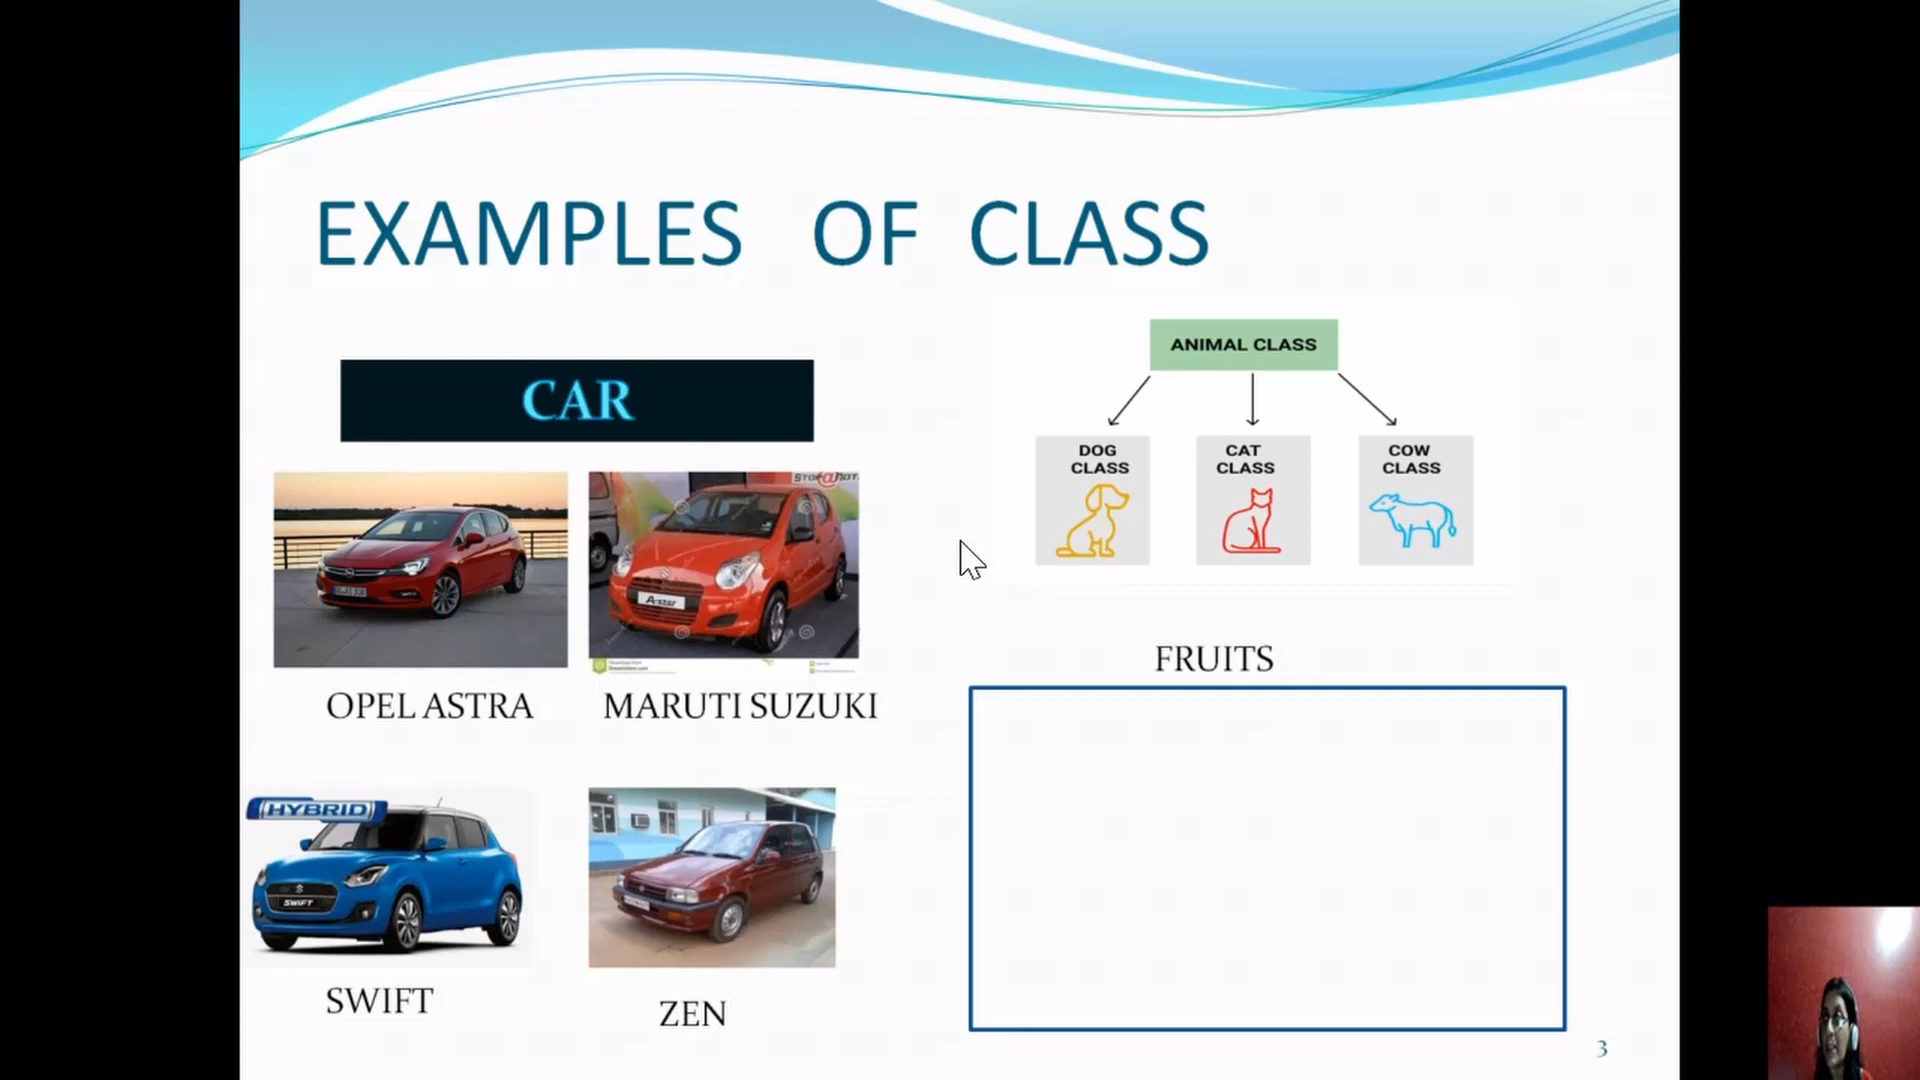 EXAMPLES OF CLASS
CAR
ANIMAL CLASS
DOG
CLASS
CAT
CLASS
COW
CLASS
A-star
OPEL ASTRA
MARUTI SUZUKI
FRUITS
HYBRID
SWIFT
SWIFT
ZEN
3